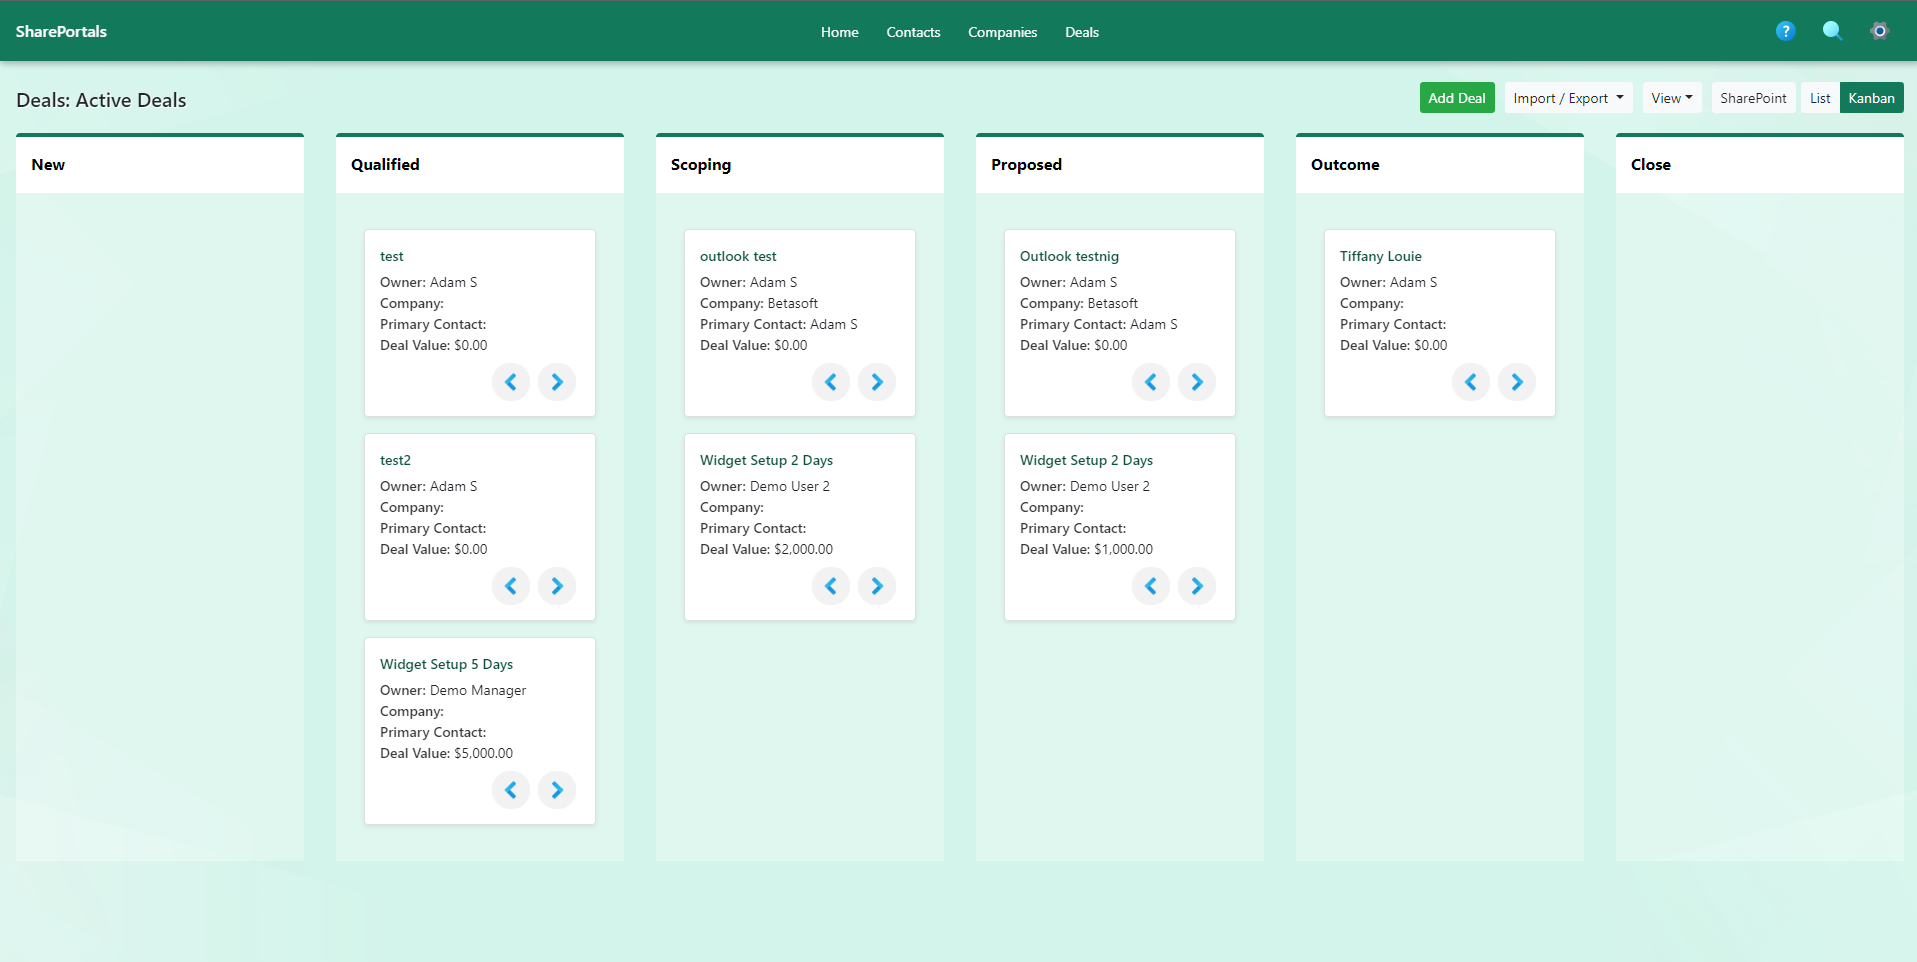 SharePortals
Home Contacts Companies Deals
?
Deals: Active Deals
Add Deal Import / Export View SharePoint List Kanban
New
Qualified
test
Owner: Adam S
Company:
Primary Contact:
Deal Value: $0.00
test2
Owner: Adam S
Company:
Primary Contact:
Deal Value: $0.00
Widget Setup 5 Days
Owner: Demo Manager
Company:
Primary Contact:
Deal Value: $5,000.00
Scoping
outlook test
Owner: Adam S
Company: Betasoft
Primary Contact: Adam S
Deal Value: $0.00
Widget Setup 2 Days
Owner: Demo User 2
Company:
Primary Contact:
Deal Value: $2,000.00
Proposed
Outlook testnig
Owner: Adam S
Company: Betasoft
Primary Contact: Adam S
Deal Value: $0.00
Widget Setup 2 Days
Owner: Demo User 2
Company:
Primary Contact:
Deal Value: $1,000.00
Outcome
Tiffany Louie
Owner: Adam S
Company:
Primary Contact:
Deal Value: $0.00
Close